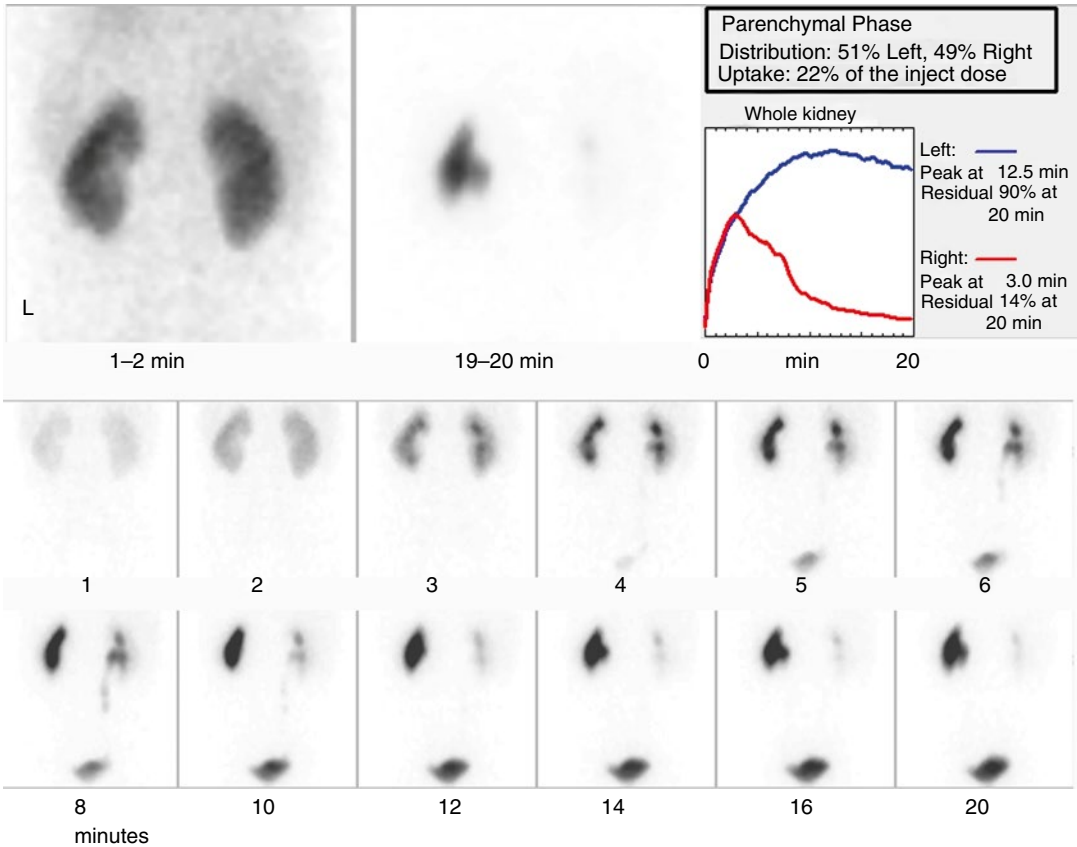 Parenchymal Phase
Distribution: 51% Left, 49% Right
Uptake: 22% of the inject dose
Whole kidney
Left:
Peak at 12.5 min
Residual 90% at
20 min
Right:
Peak at 3.0 min
Residual 14% at
20 min
L
1–2 min
19–20 min
0 min 20
1 2 3 4 5 6
8 10 12 14 16 20
minutes